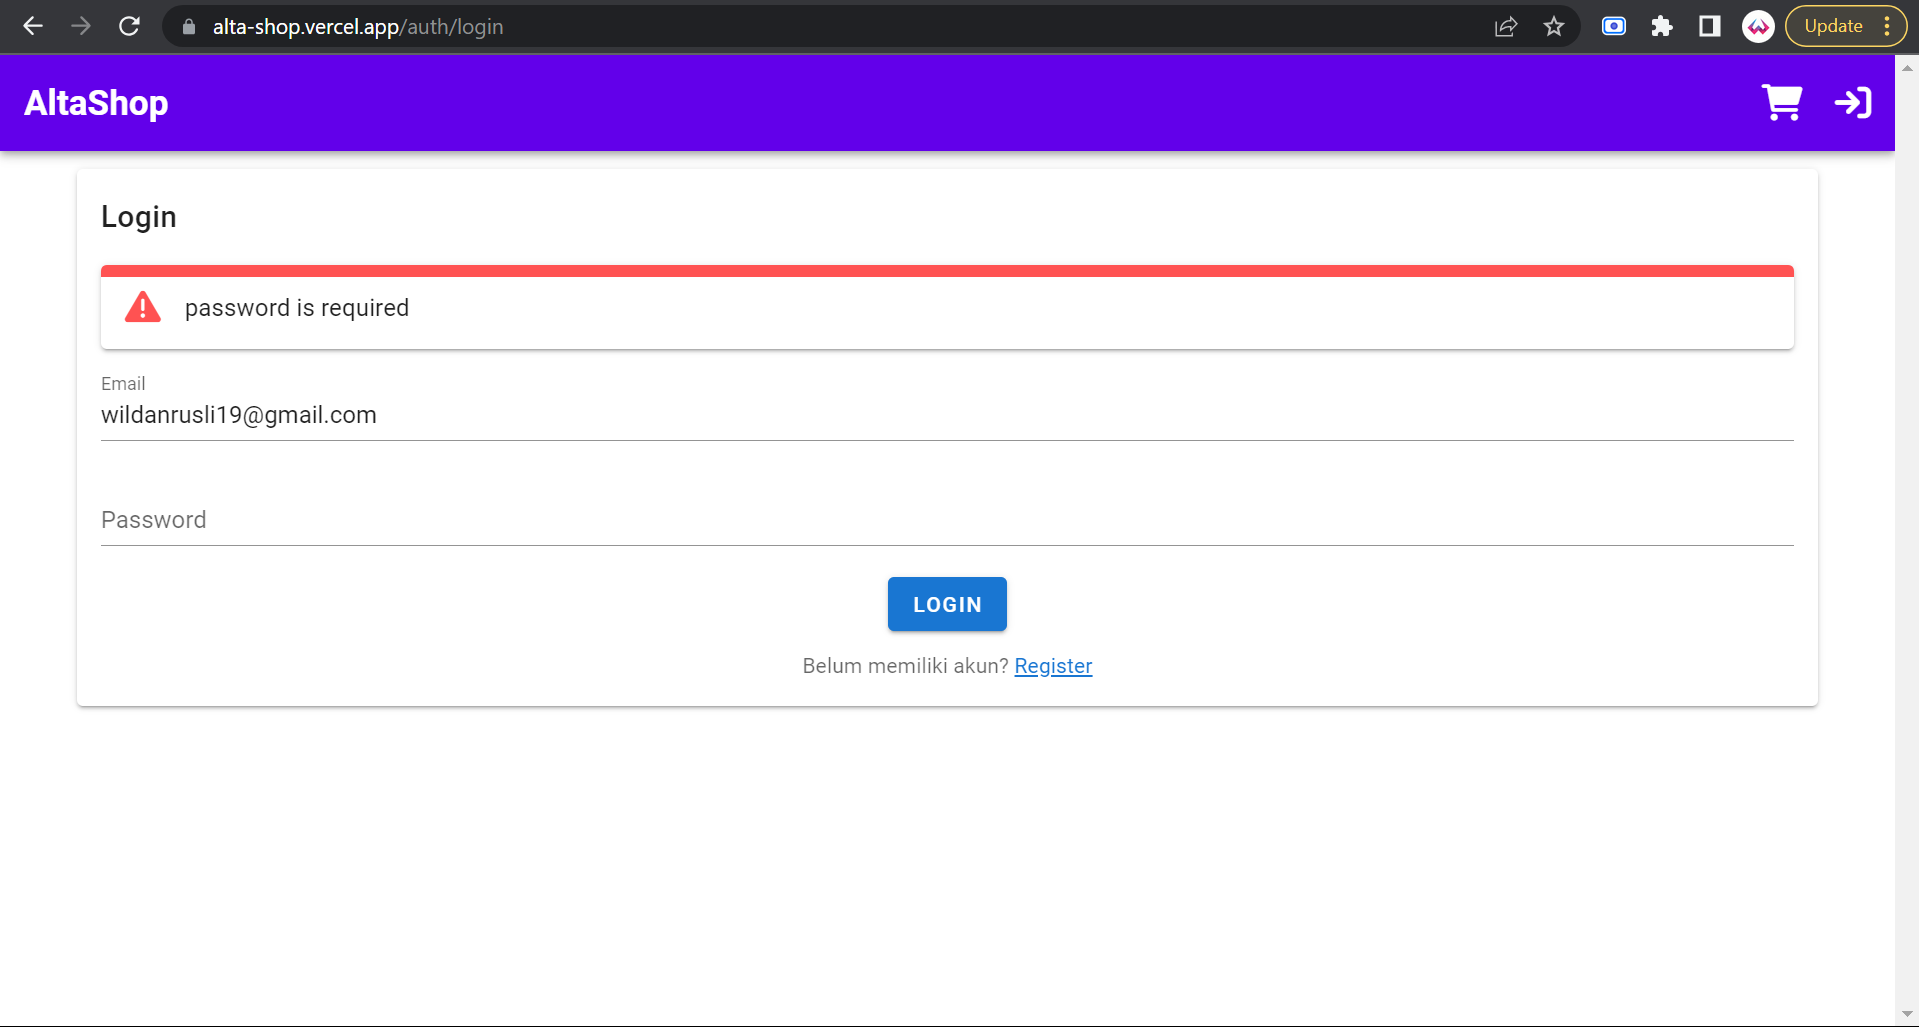 alta-shop.vercel.app/auth/login
Update
AltaShop
Login
password is required
Email
wildanrusli19@gmail.com
Password
LOGIN
Belum memiliki akun? Register